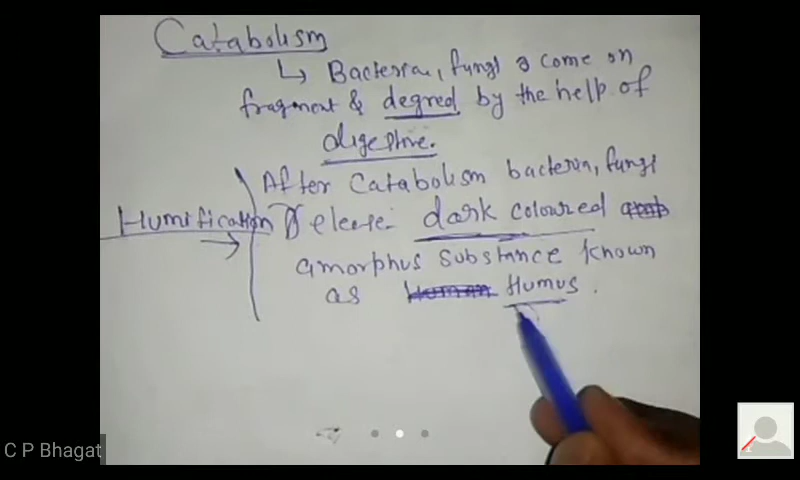 Catabolism
↳ Bacteria, fungi & come on
fragment & degred by the help of
digestive.
After Catabolism bacteria, fungi
Humification → release dark coloured
amorphus substance known
as Humus.
C P Bhagat